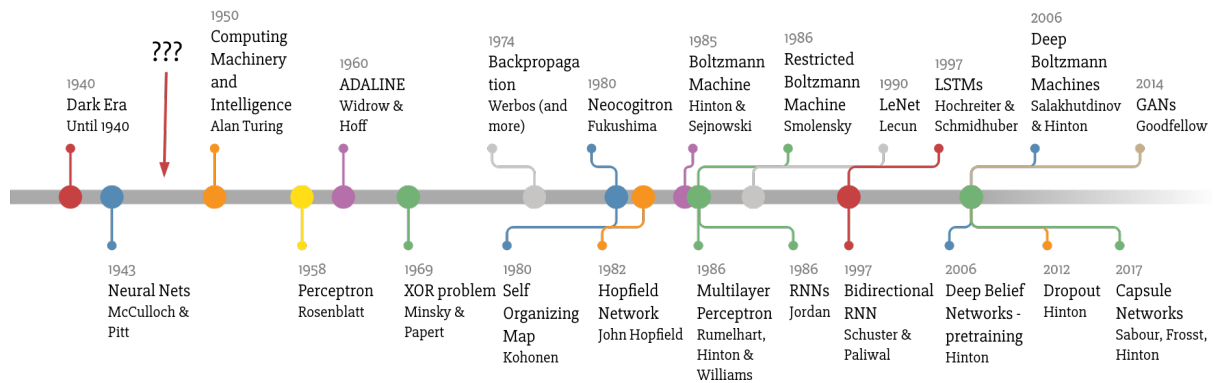 ???
1940
Dark Era
Until 1940
1950
Computing
Machinery
and
Intelligence
Alan Turing
1960
ADALINE
Widrow &
Hoff
1974
Backpropaga
tion
Werbos (and
more)
1980
Neocogitron
Fukushima
1985
Boltzmann
Machine
Hinton &
Sejnowski
1986
Restricted
Boltzmann
Machine
Smolensky
1990
LeNet
Lecun
1997
LSTMs
Hochreiter &
Schmidhuber
2006
Deep
Boltzmann
Machines
Salakhutdinov
& Hinton
2014
GANs
Goodfellow
1943
Neural Nets
McCulloch &
Pitt
1958
Perceptron
Rosenblatt
1969
XOR problem
Minsky &
Papert
1980
Self
Organizing
Map
Kohonen
1982
Hopfield
Network
John Hopfield
1986
Multilayer
Perceptron
Rumelhart,
Hinton &
Williams
1986
RNNs
Jordan
1997
Bidirectional
RNN
Schuster &
Paliwal
2006
Deep Belief
Networks -
pretraining
Hinton
2012
Dropout
Hinton
2017
Capsule
Networks
Sabour, Frosst,
Hinton